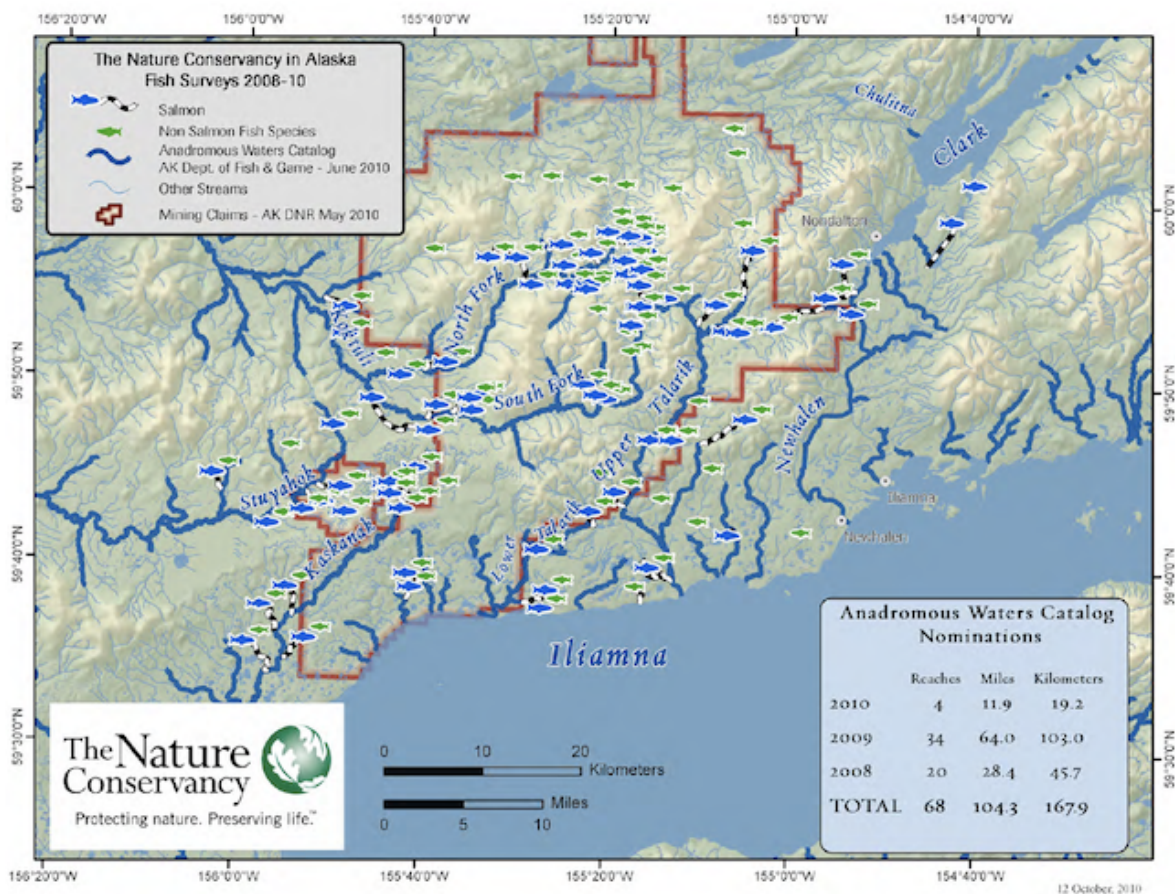 156°20'0"W 156°0'0"W 155°40'0"W 155°20'0"W 155°0'0"W 154°40'0"W
The Nature Conservancy in Alaska
Fish Surveys 2008-10
Salmon
Non Salmon Fish Species
Anadromous Waters Catalog
AK Dept. of Fish & Game - June 2010
Other Streams
Mining Claims - AK DNR May 2010
Chulitna
Clark
60°0'0"N
60°0'0"N
Nondalton
North Fork
Koktuli
59°50'0"N
59°50'0"N
South Fork
Talarik
Upper
Newhalen
Stuyahok
Iliamna
Newhalen
Kaskanak
Lower
Talarik
59°40'0"N
59°40'0"N
Iliamna
Anadromous Waters Catalog
Nominations
Reaches Miles Kilometers
2010 4 11.9 19.2
2009 34 64.0 103.0
2008 20 28.4 45.7
TOTAL 68 104.3 167.9
59°30'0"N
59°30'0"N
The Nature
Conservancy
Protecting nature. Preserving life.™
0 10 20
Kilometers
Miles
0 5 10
156°20'0"W 156°0'0"W 155°40'0"W 155°20'0"W 155°0'0"W 154°40'0"W
12 October, 2010